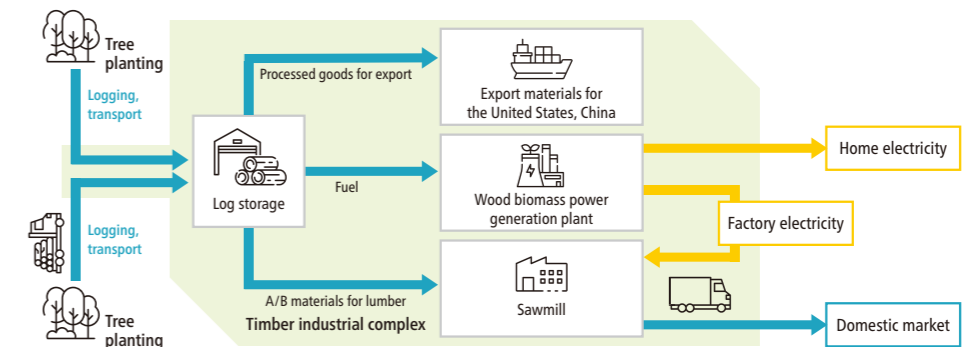 Tree
planting
Logging,
transport
Processed goods for export
Export materials for
the United States, China
Log storage
Fuel
Wood biomass power
generation plant
Home electricity
Factory electricity
Logging,
transport
A/B materials for lumber
Timber industrial complex
Sawmill
Domestic market
Tree
planting